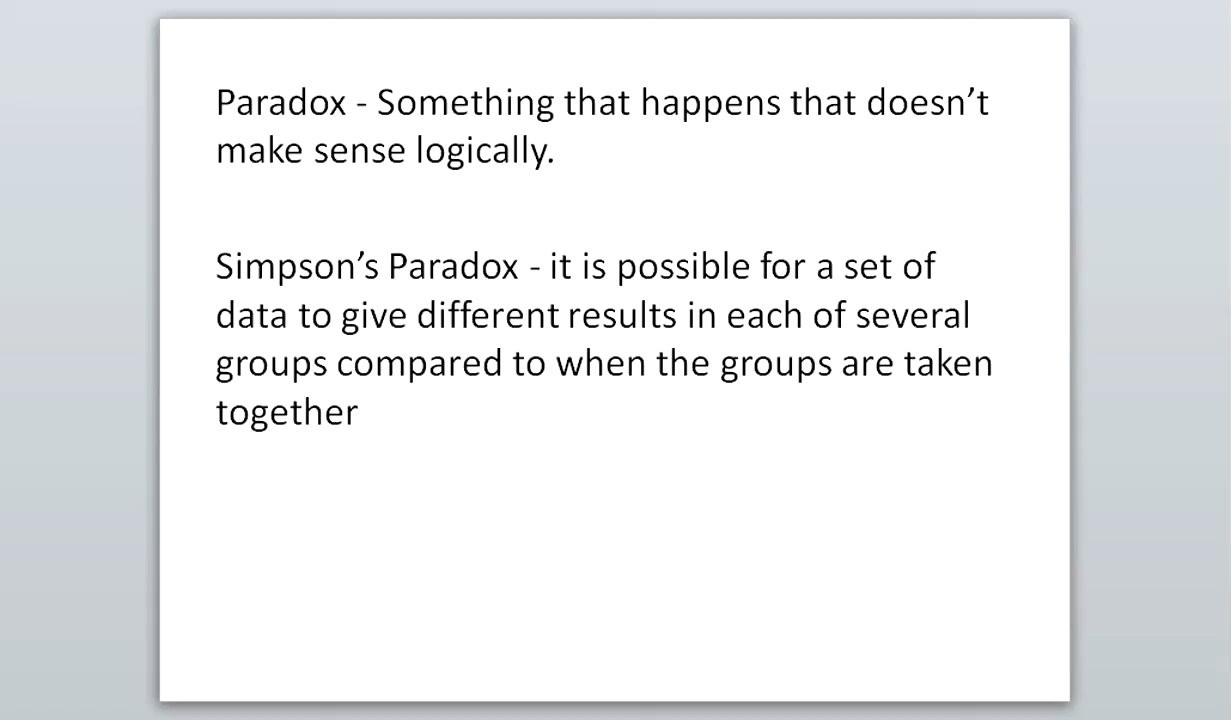 Paradox - Something that happens that doesn’t
make sense logically.
Simpson’s Paradox - it is possible for a set of
data to give different results in each of several
groups compared to when the groups are taken
together